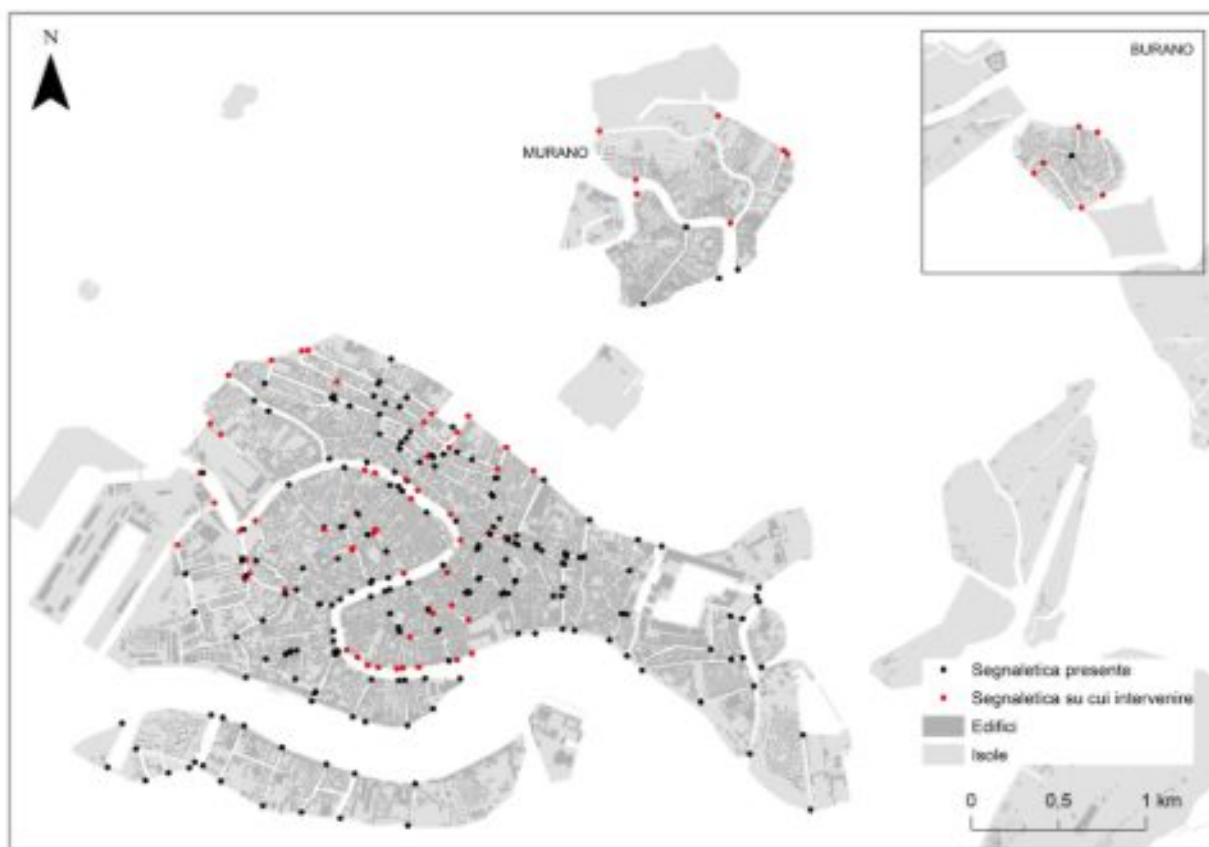 N
BURANO
MURANO
Segnaletica presente
Segnaletica su cui intervenire
Edifici
Isole
0 0,5 1 km